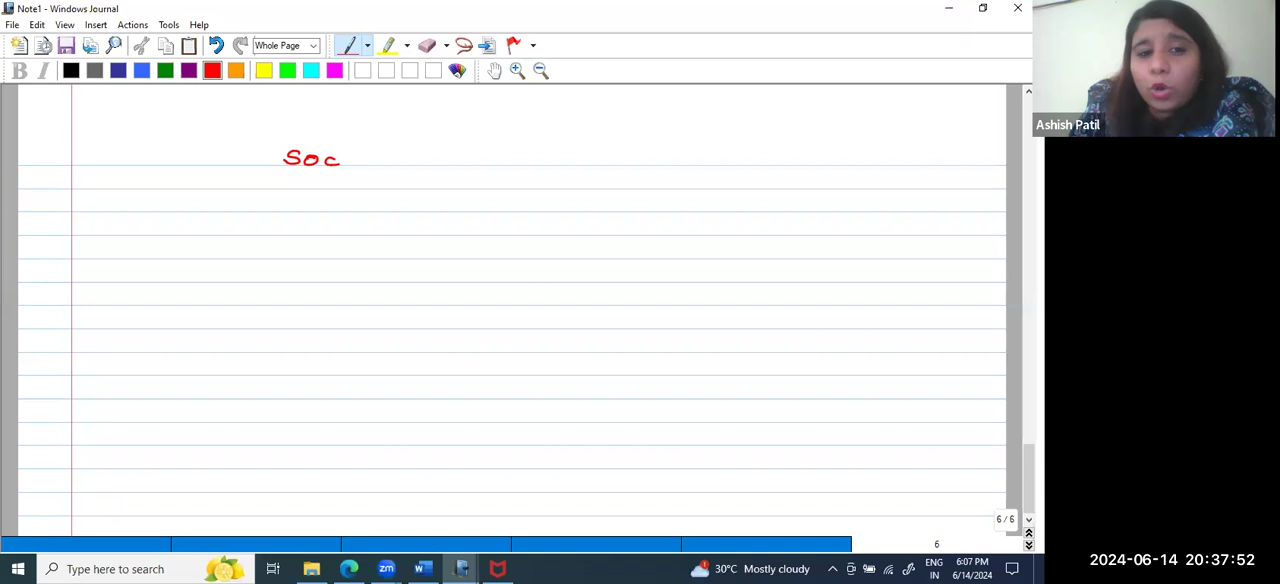 Note1 - Windows Journal
File Edit View Insert Actions Tools Help
Whole Page
B I
Ashish Patil
SOC
6 / 6
6
Type here to search
zm
W
30°C Mostly cloudy
ENG
IN
6:07 PM
6/14/2024
2024-06-14 20:37:52